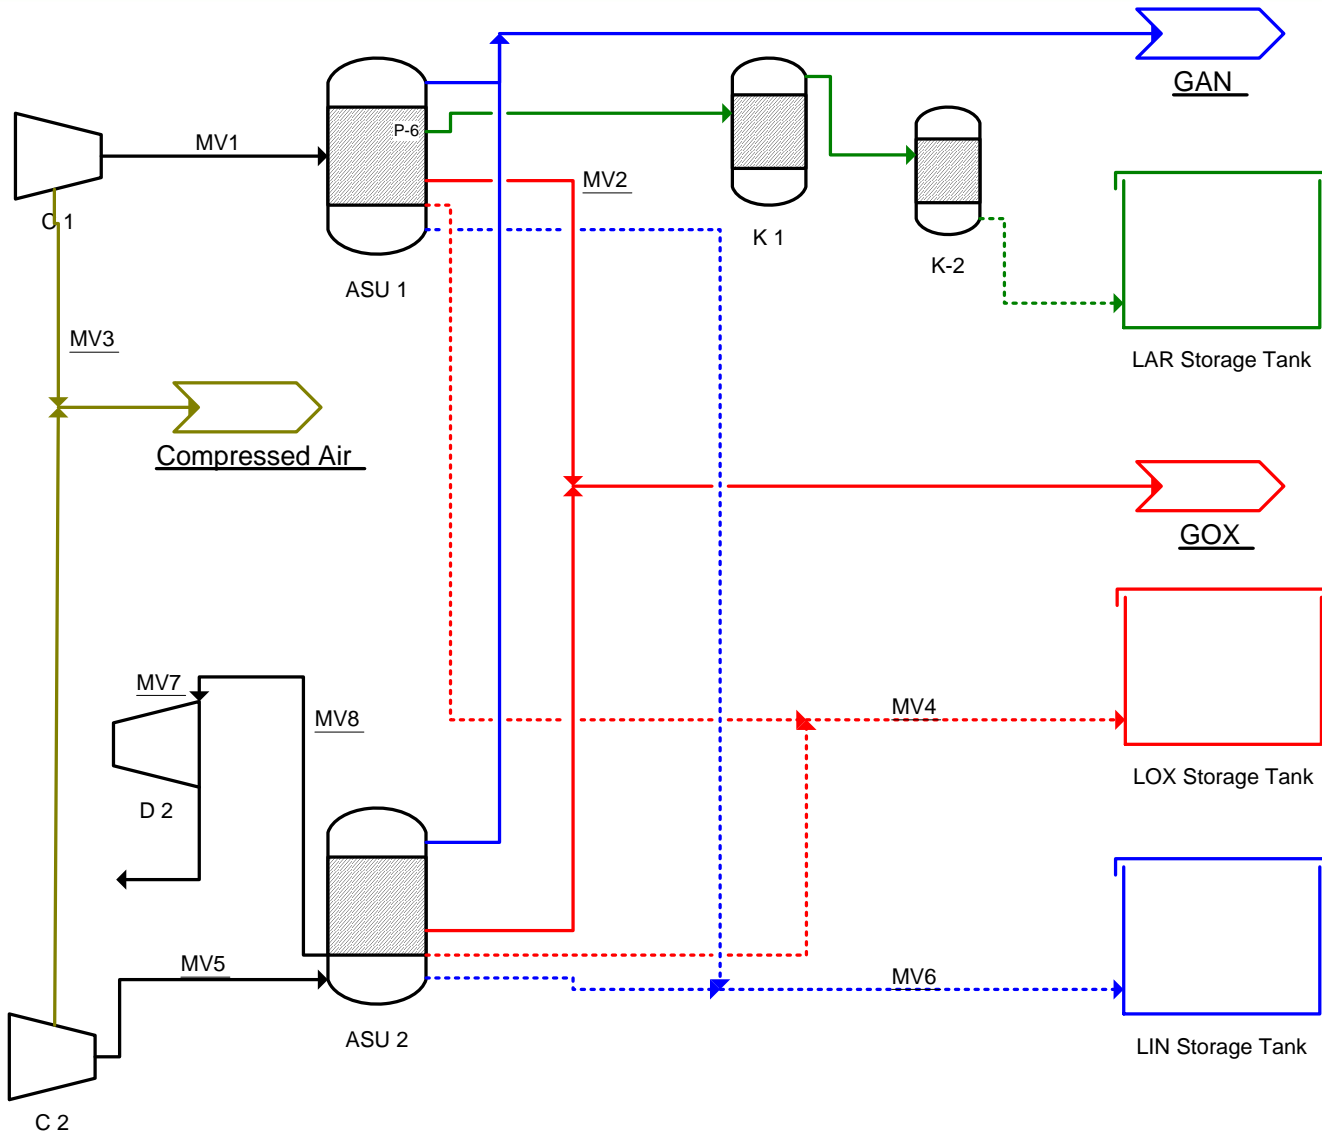 GAN
P-6
MV1
MV2
C 1
K 1
K-2
ASU 1
MV3
LAR Storage Tank
Compressed Air
GOX
MV7
MV8
MV4
LOX Storage Tank
D 2
MV5
MV6
ASU 2
LIN Storage Tank
C 2